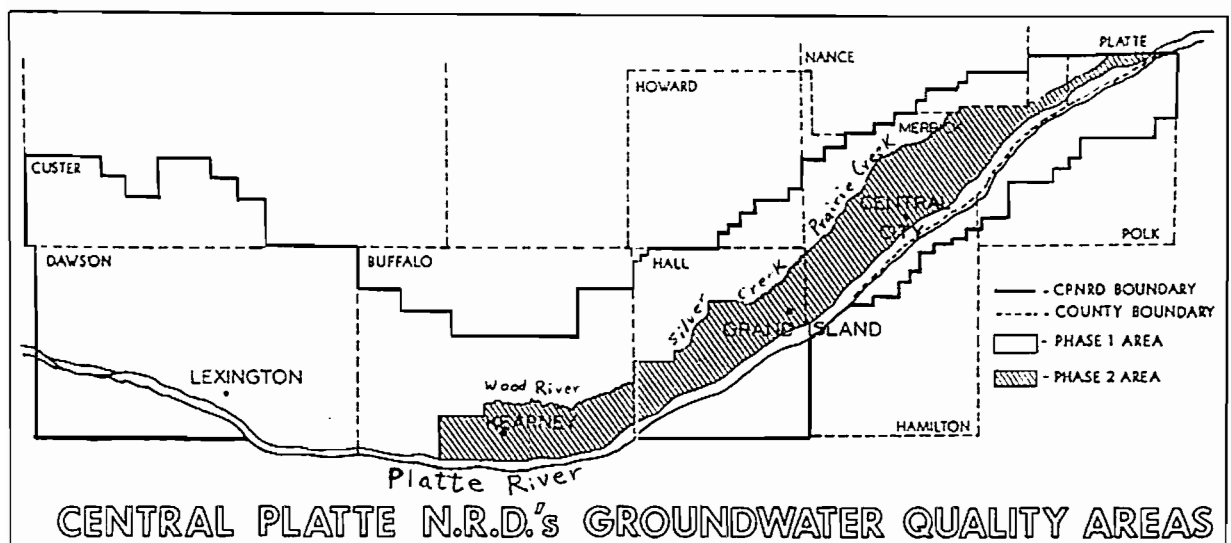 PLATTE
NANCE
HOWARD
MERRICK
CUSTER
Prairie Creek
CENTRAL
CITY
POLK
DAWSON
BUFFALO
HALL
Silver Creek
CPNRD BOUNDARY
COUNTY BOUNDARY
GRAND ISLAND
- PHASE 1 AREA
LEXINGTON
- PHASE 2 AREA
Wood River
KEARNEY
HAMILTON
Platte River
CENTRAL PLATTE N.R.D.'s GROUNDWATER QUALITY AREAS